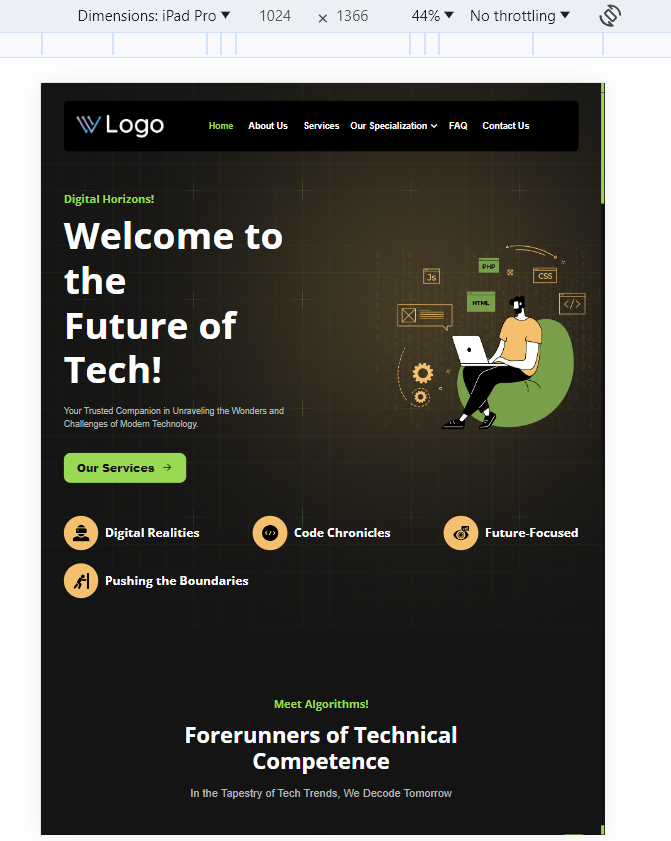 Dimensions: iPad Pro 1024 × 1366 44% No throttling
Logo Home About Us Services Our Specialization FAQ Contact Us
Digital Horizons!
Welcome to
the
Future of
Tech!
Your Trusted Companion in Unraveling the Wonders and
Challenges of Modern Technology.
Our Services
Js
PHP
CSS
HTML
</>
Digital Realities Code Chronicles Future-Focused
Pushing the Boundaries
Meet Algorithms!
Forerunners of Technical
Competence
In the Tapestry of Tech Trends, We Decode Tomorrow